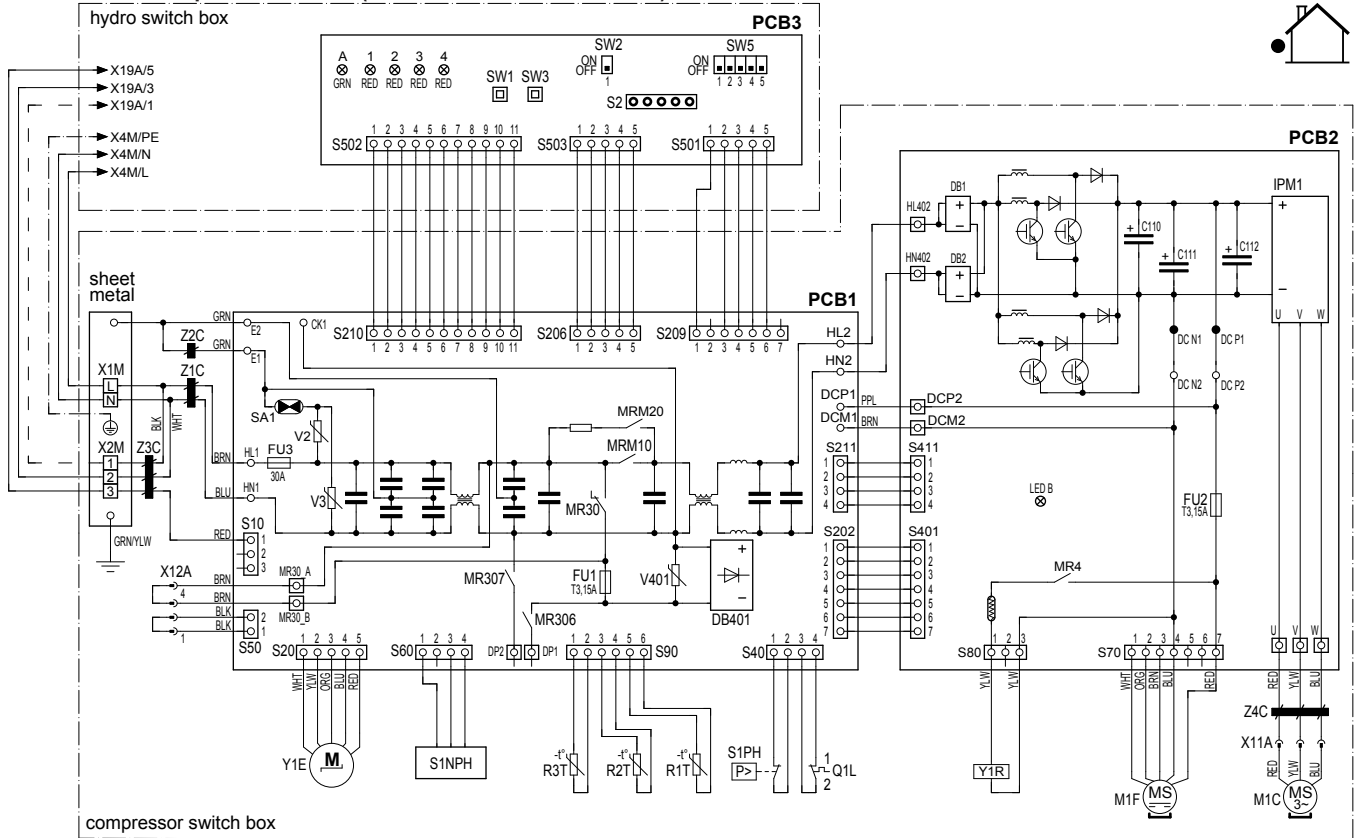 hydro switch box
PCB3
A 1 2 3 4
GRN RED RED RED RED
SW1 SW3
SW2
ON
OFF
1
SW5
ON
OFF
1 2 3 4 5
S2
X19A/5
X19A/3
X19A/1
X4M/PE
X4M/N
X4M/L
1 2 3 4 5 6 7 8 9 10 11
S502
1 2 3 4 5
S503
1 2 3 4 5
S501
PCB2
DB1
+
-
HL402
HN402
DB2
+
-
+ C110
+ C111
+ C112
IPM1
+
-
U V W
DC N1
DC P1
DC N2
DC P2
sheet
metal
PCB1
GRN
E2
CK1
S210
1 2 3 4 5 6 7 8 9 10 11
S206
1 2 3 4 5
S209
1 2 3 4 5 6 7
HL2
HN2
Z2C
GRN
E1
X1M
L
N
Z1C
BLK
WHT
SA1
V2
MRM20
MRM10
DCP1
PPL
DCP2
DCM1
BRN
DCM2
X2M
1
2
3
Z3C
BRN
HL1
FU3
30A
BLU
HN1
V3
MR30
S211
1
2
3
4
S411
1
2
3
4
LED B
FU2
T3,15A
GRN/YLW
RED
S10
1
2
3
S202
1
2
3
4
5
6
7
S401
1
2
3
4
5
6
7
X12A
4
1
BRN
MR30_A
BRN
MR30_B
BLK
2
BLK
1
S50
MR307
MR306
FU1
T3,15A
V401
+
-
DB401
MR4
S20
1 2 3 4 5
S60
1 2 3 4
DP2
DP1
1 2 3 4 5 6
S90
S40
1 2 3 4
S80
1 2 3
S70
1 2 3 4 5 6 7
U V W
WHT YLW ORG BLU RED
YLW YLW
WHT ORG BRN BLU RED
RED YLW BLU
Z4C
X11A
RED YLW BLU
Y1E
M
S1NPH
-t°
R3T
-t°
R2T
-t°
R1T
S1PH
P>
1
Q1L
2
Y1R
M1F
MS
M1C
MS
3~
compressor switch box